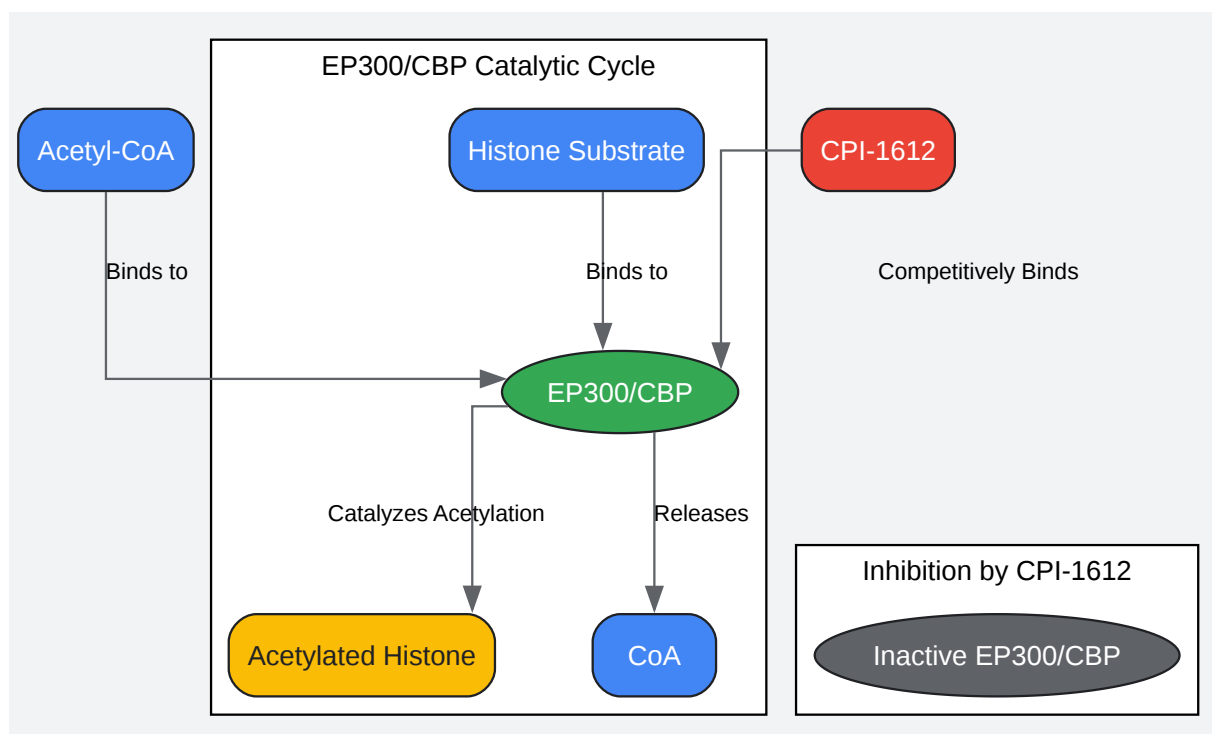 EP300/CBP Catalytic Cycle
Acetyl-CoA
Histone Substrate
CPI-1612
Binds to
Binds to
Competitively Binds
EP300/CBP
Catalyzes Acetylation
Releases
Inhibition by CPI-1612
Acetylated Histone
CoA
Inactive EP300/CBP